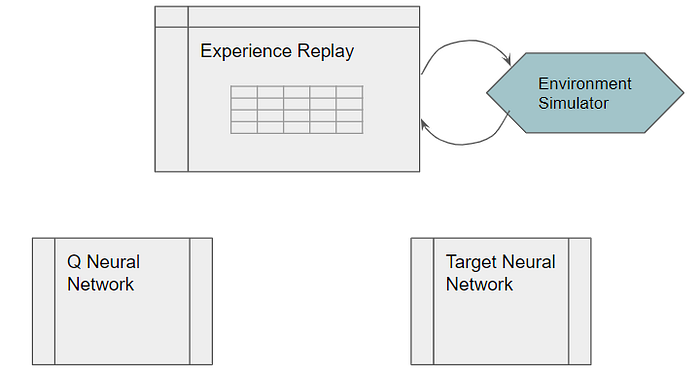 Experience Replay
Environment
Simulator
Q Neural
Network
Target Neural
Network